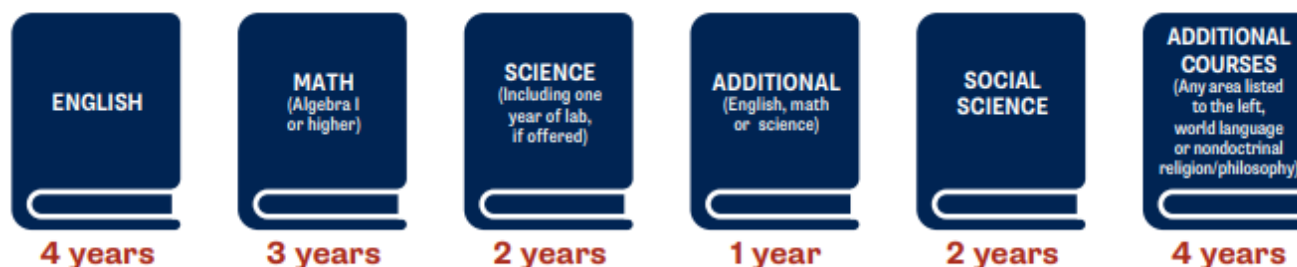 ENGLISH
4 years
MATH
(Algebra I
or higher)
3 years
SCIENCE
(Including one
year of lab,
if offered)
2 years
ADDITIONAL
(English, math
or science)
1 year
SOCIAL
SCIENCE
2 years
ADDITIONAL
COURSES
(Any area listed
to the left,
world language
or nondoctrinal
religion/philosophy)
4 years